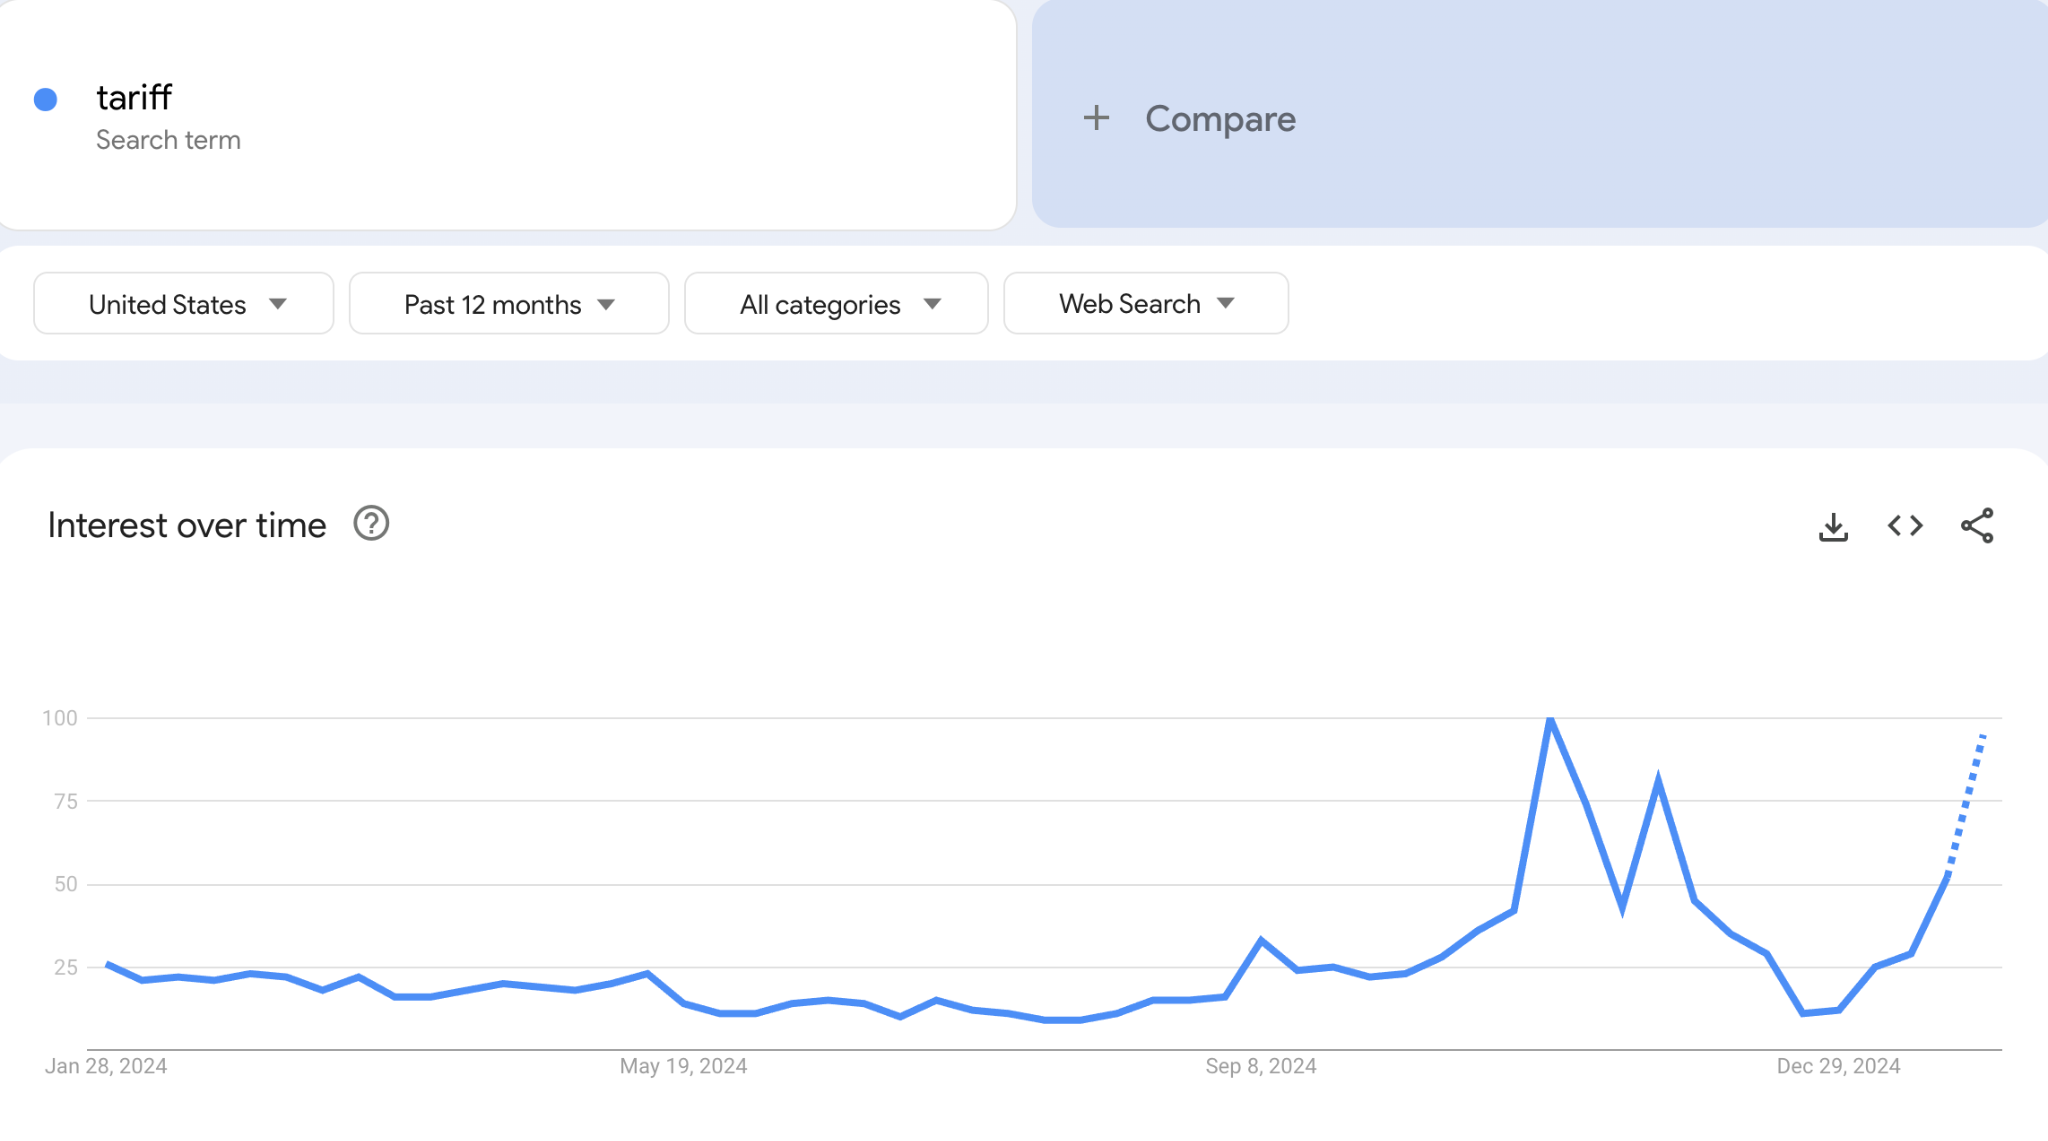 tariff
Search term
+ Compare
United States
Past 12 months
All categories
Web Search
Interest over time ?
100
75
50
25
Jan 28, 2024
May 19, 2024
Sep 8, 2024
Dec 29, 2024